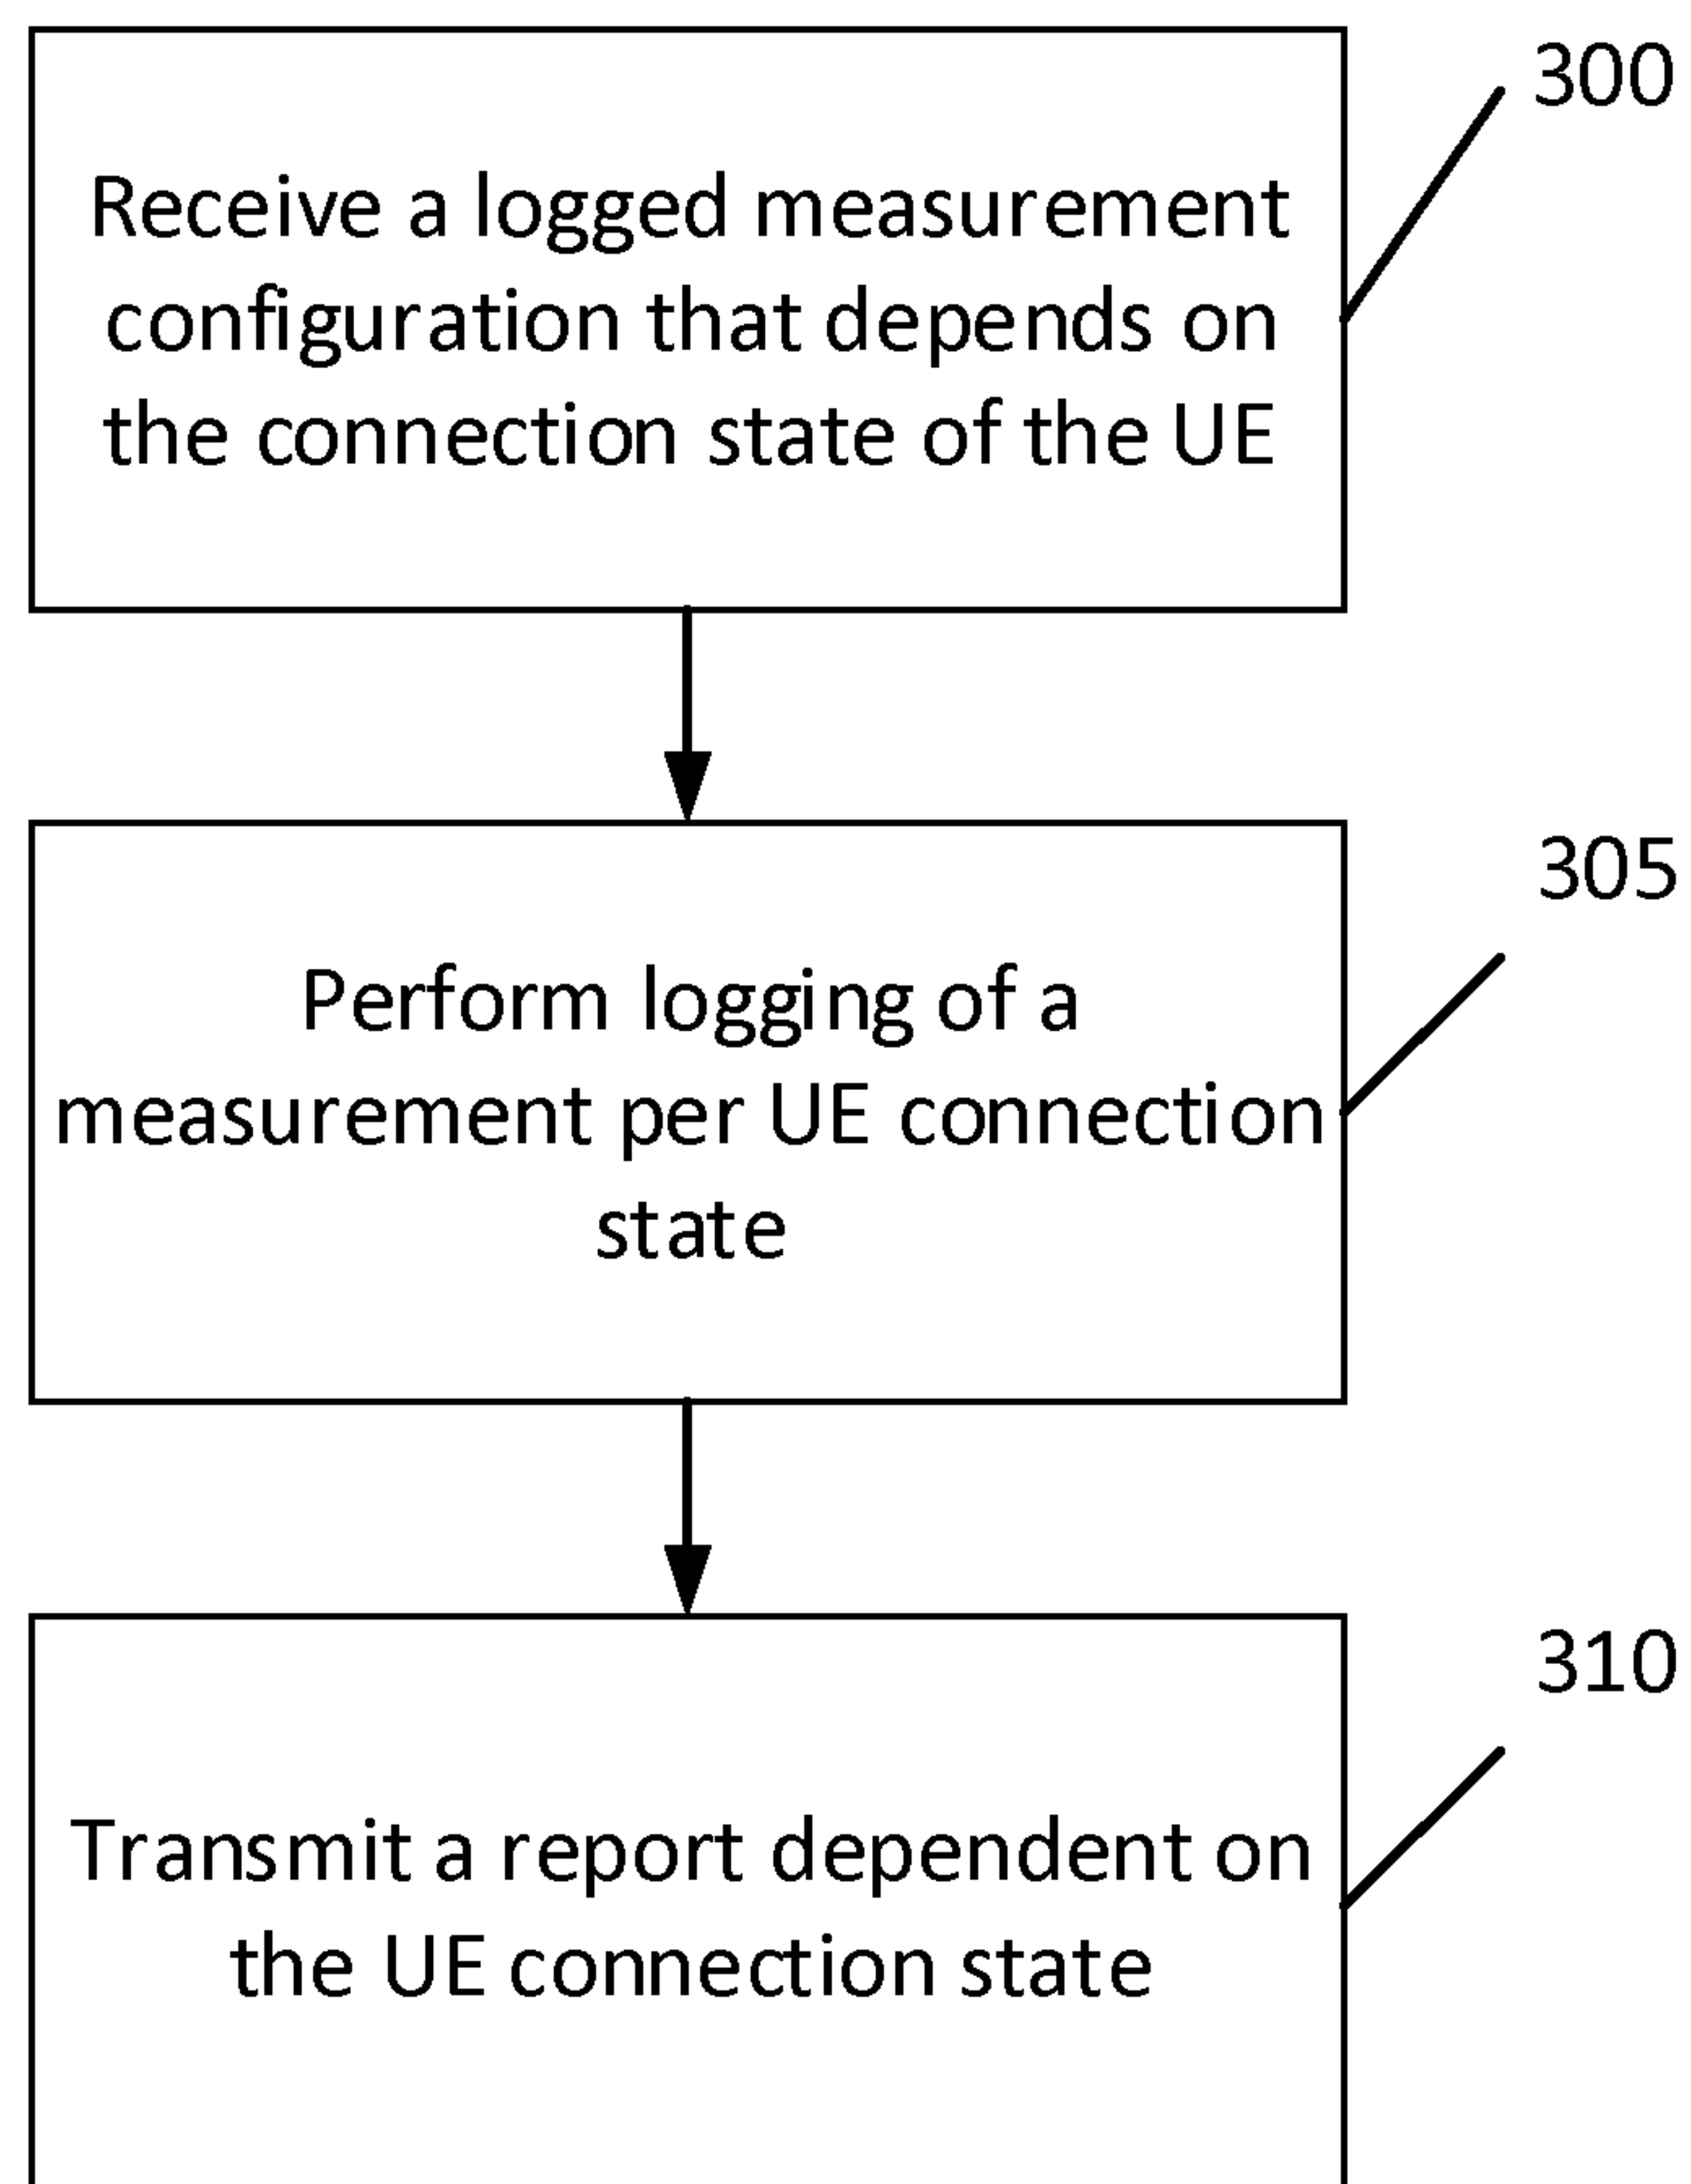 300
Receive a logged measurement
configuration that depends on
the connection state of the UE
305
Perform logging of a
measurement per UE connection
state
310
Transmit a report dependent on
the UE connection state